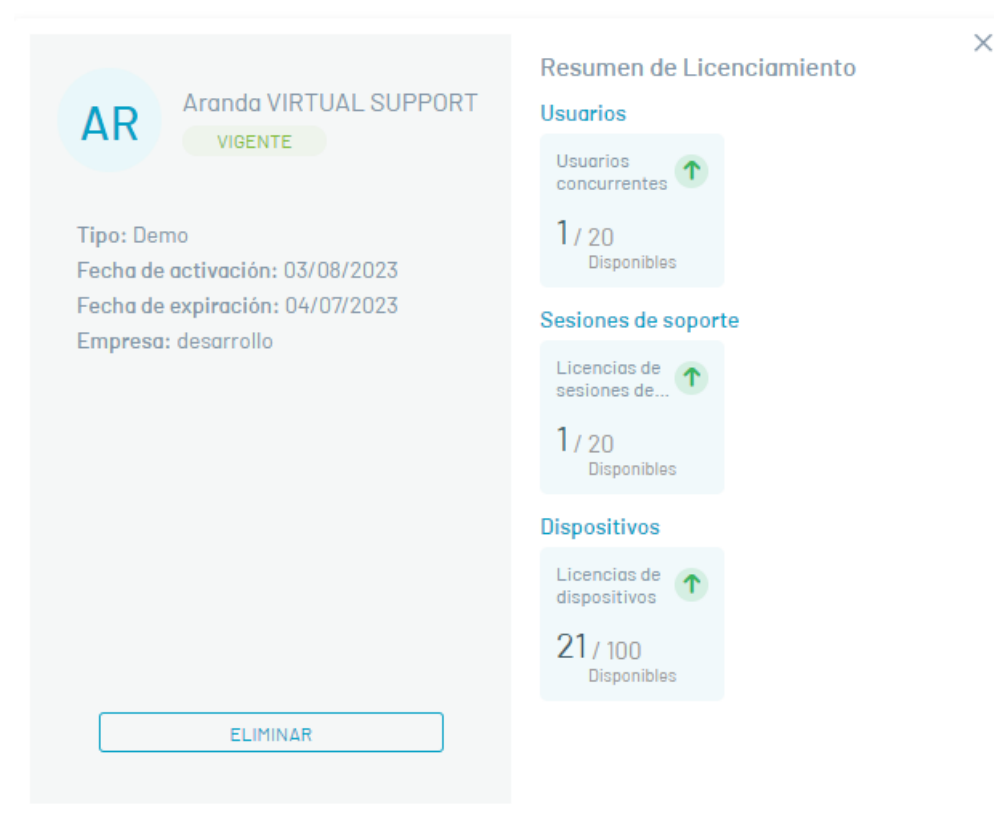 AR
Aranda VIRTUAL SUPPORT
VIGENTE
Tipo: Demo
Fecha de activación: 03/08/2023
Fecha de expiración: 04/07/2023
Empresa: desarrollo
ELIMINAR
Resumen de Licenciamiento
Usuarios
Usuarios
concurrentes
1 / 20
Disponibles
Sesiones de soporte
Licencias de
sesiones de...
1 / 20
Disponibles
Dispositivos
Licencias de
dispositivos
21 / 100
Disponibles